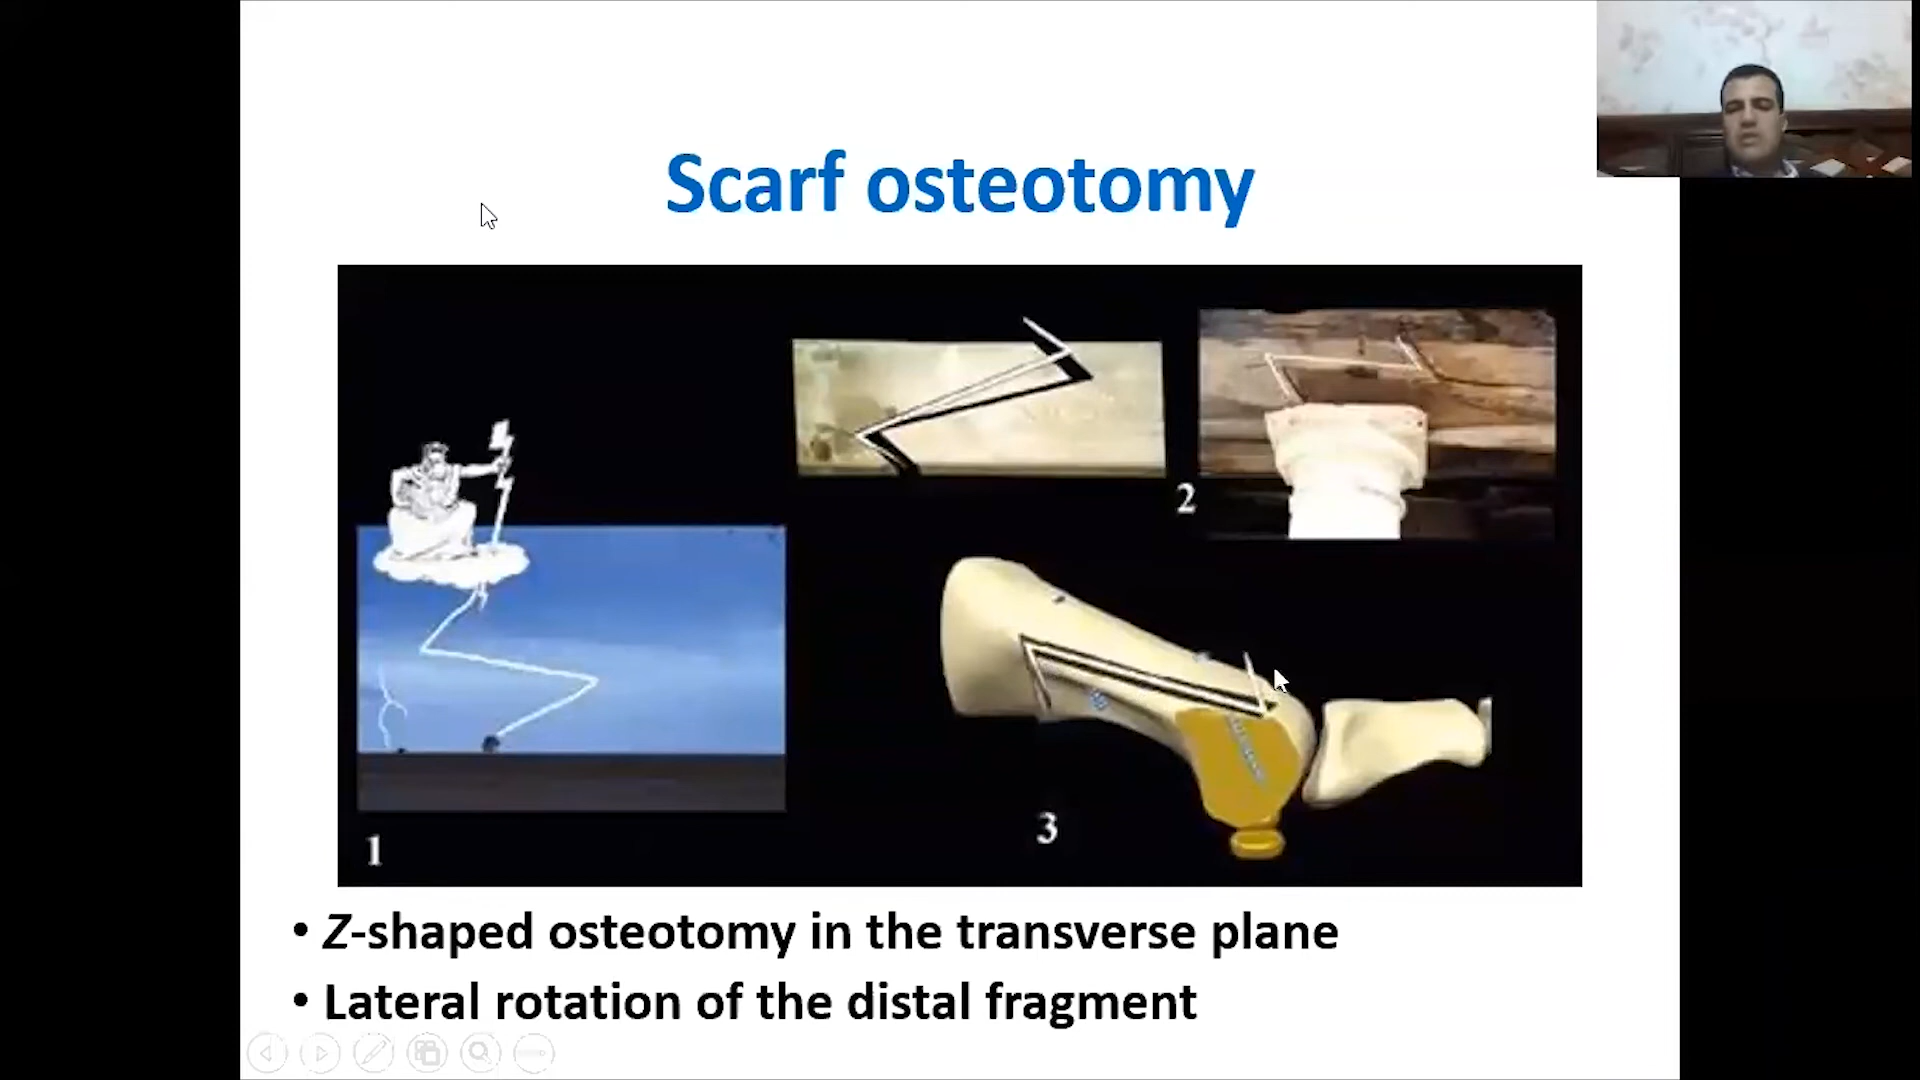 Scarf osteotomy
2
3
1
• Z-shaped osteotomy in the transverse plane
• Lateral rotation of the distal fragment